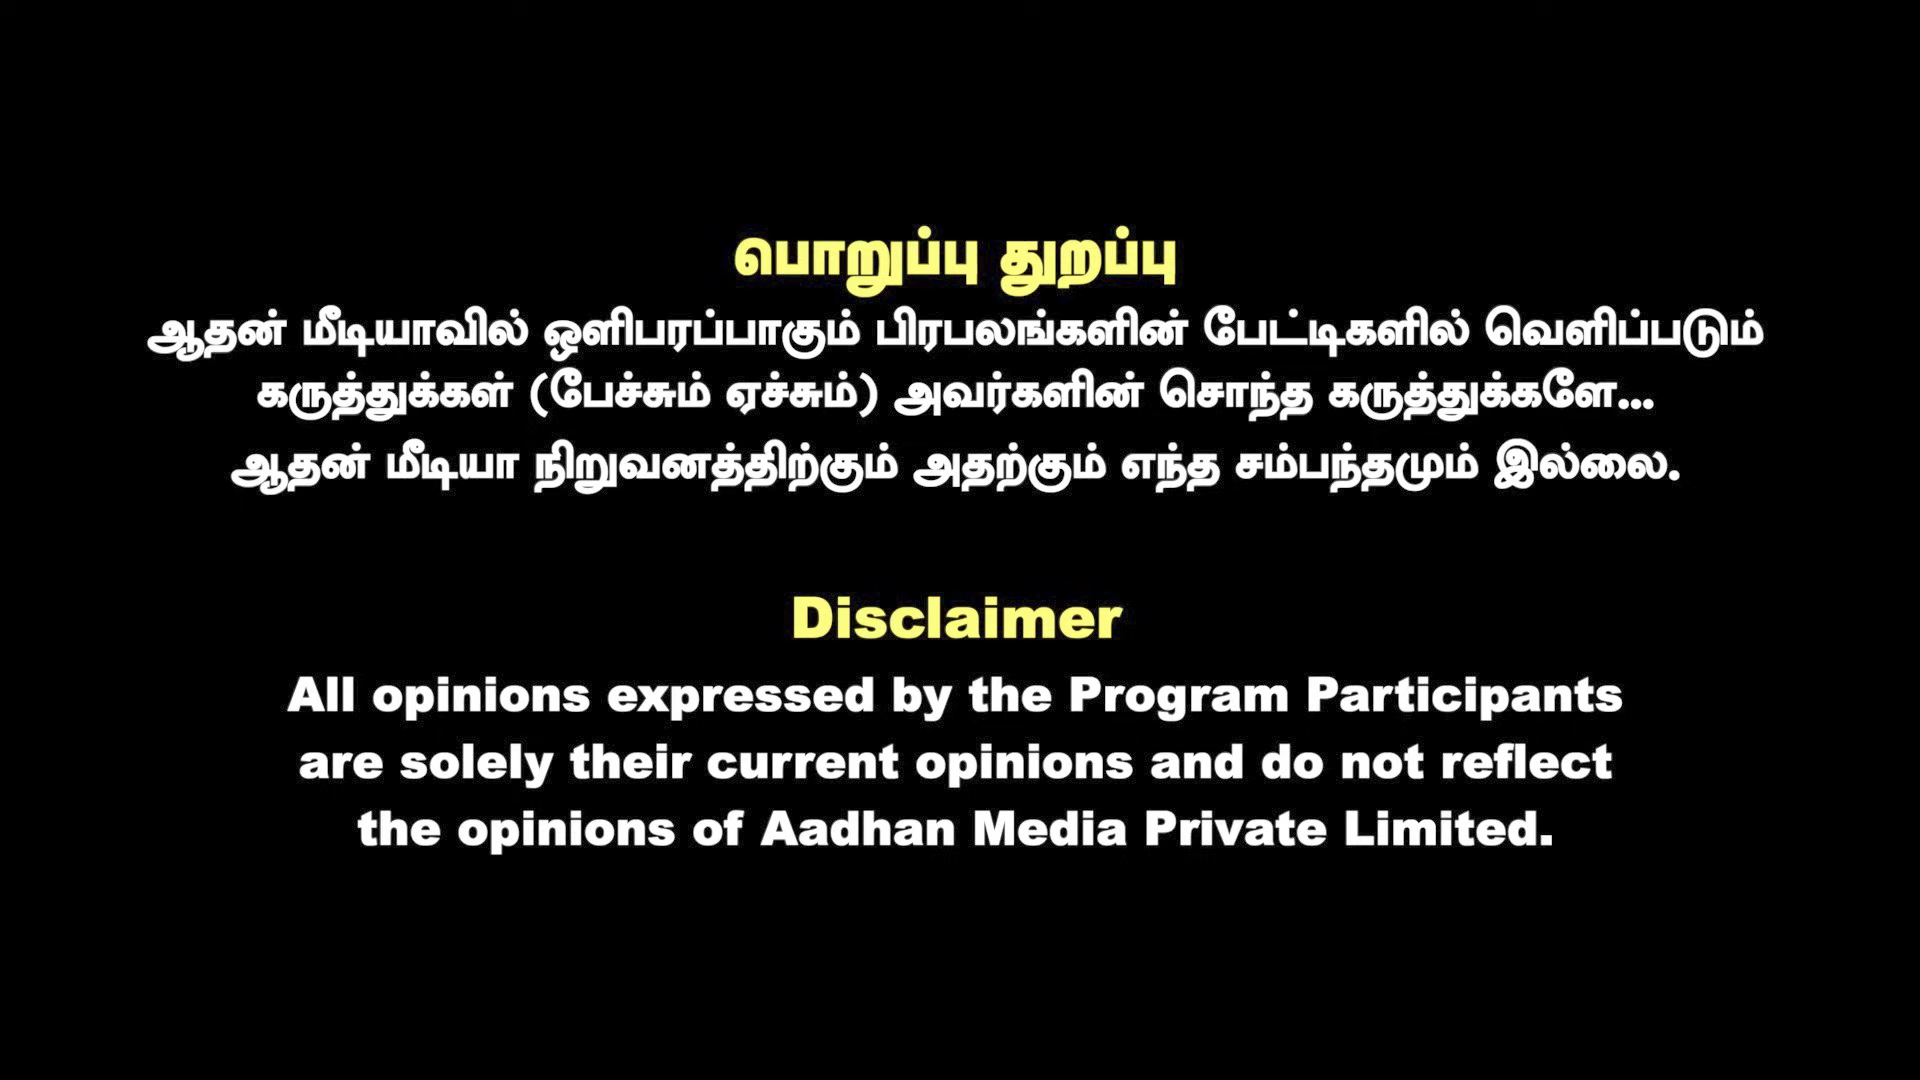 பொறுப்பு துறப்பு
ஆதன் மீடியாவில் ஒளிபரப்பாகும் பிரபலங்களின் பேட்டிகளில் வெளிப்படும்
கருத்துக்கள் (பேச்சும் ஏச்சும்) அவர்களின் சொந்த கருத்துக்களே...
ஆதன் மீடியா நிறுவனத்திற்கும் அதற்கும் எந்த சம்பந்தமும் இல்லை.
Disclaimer
All opinions expressed by the Program Participants
are solely their current opinions and do not reflect
the opinions of Aadhan Media Private Limited.